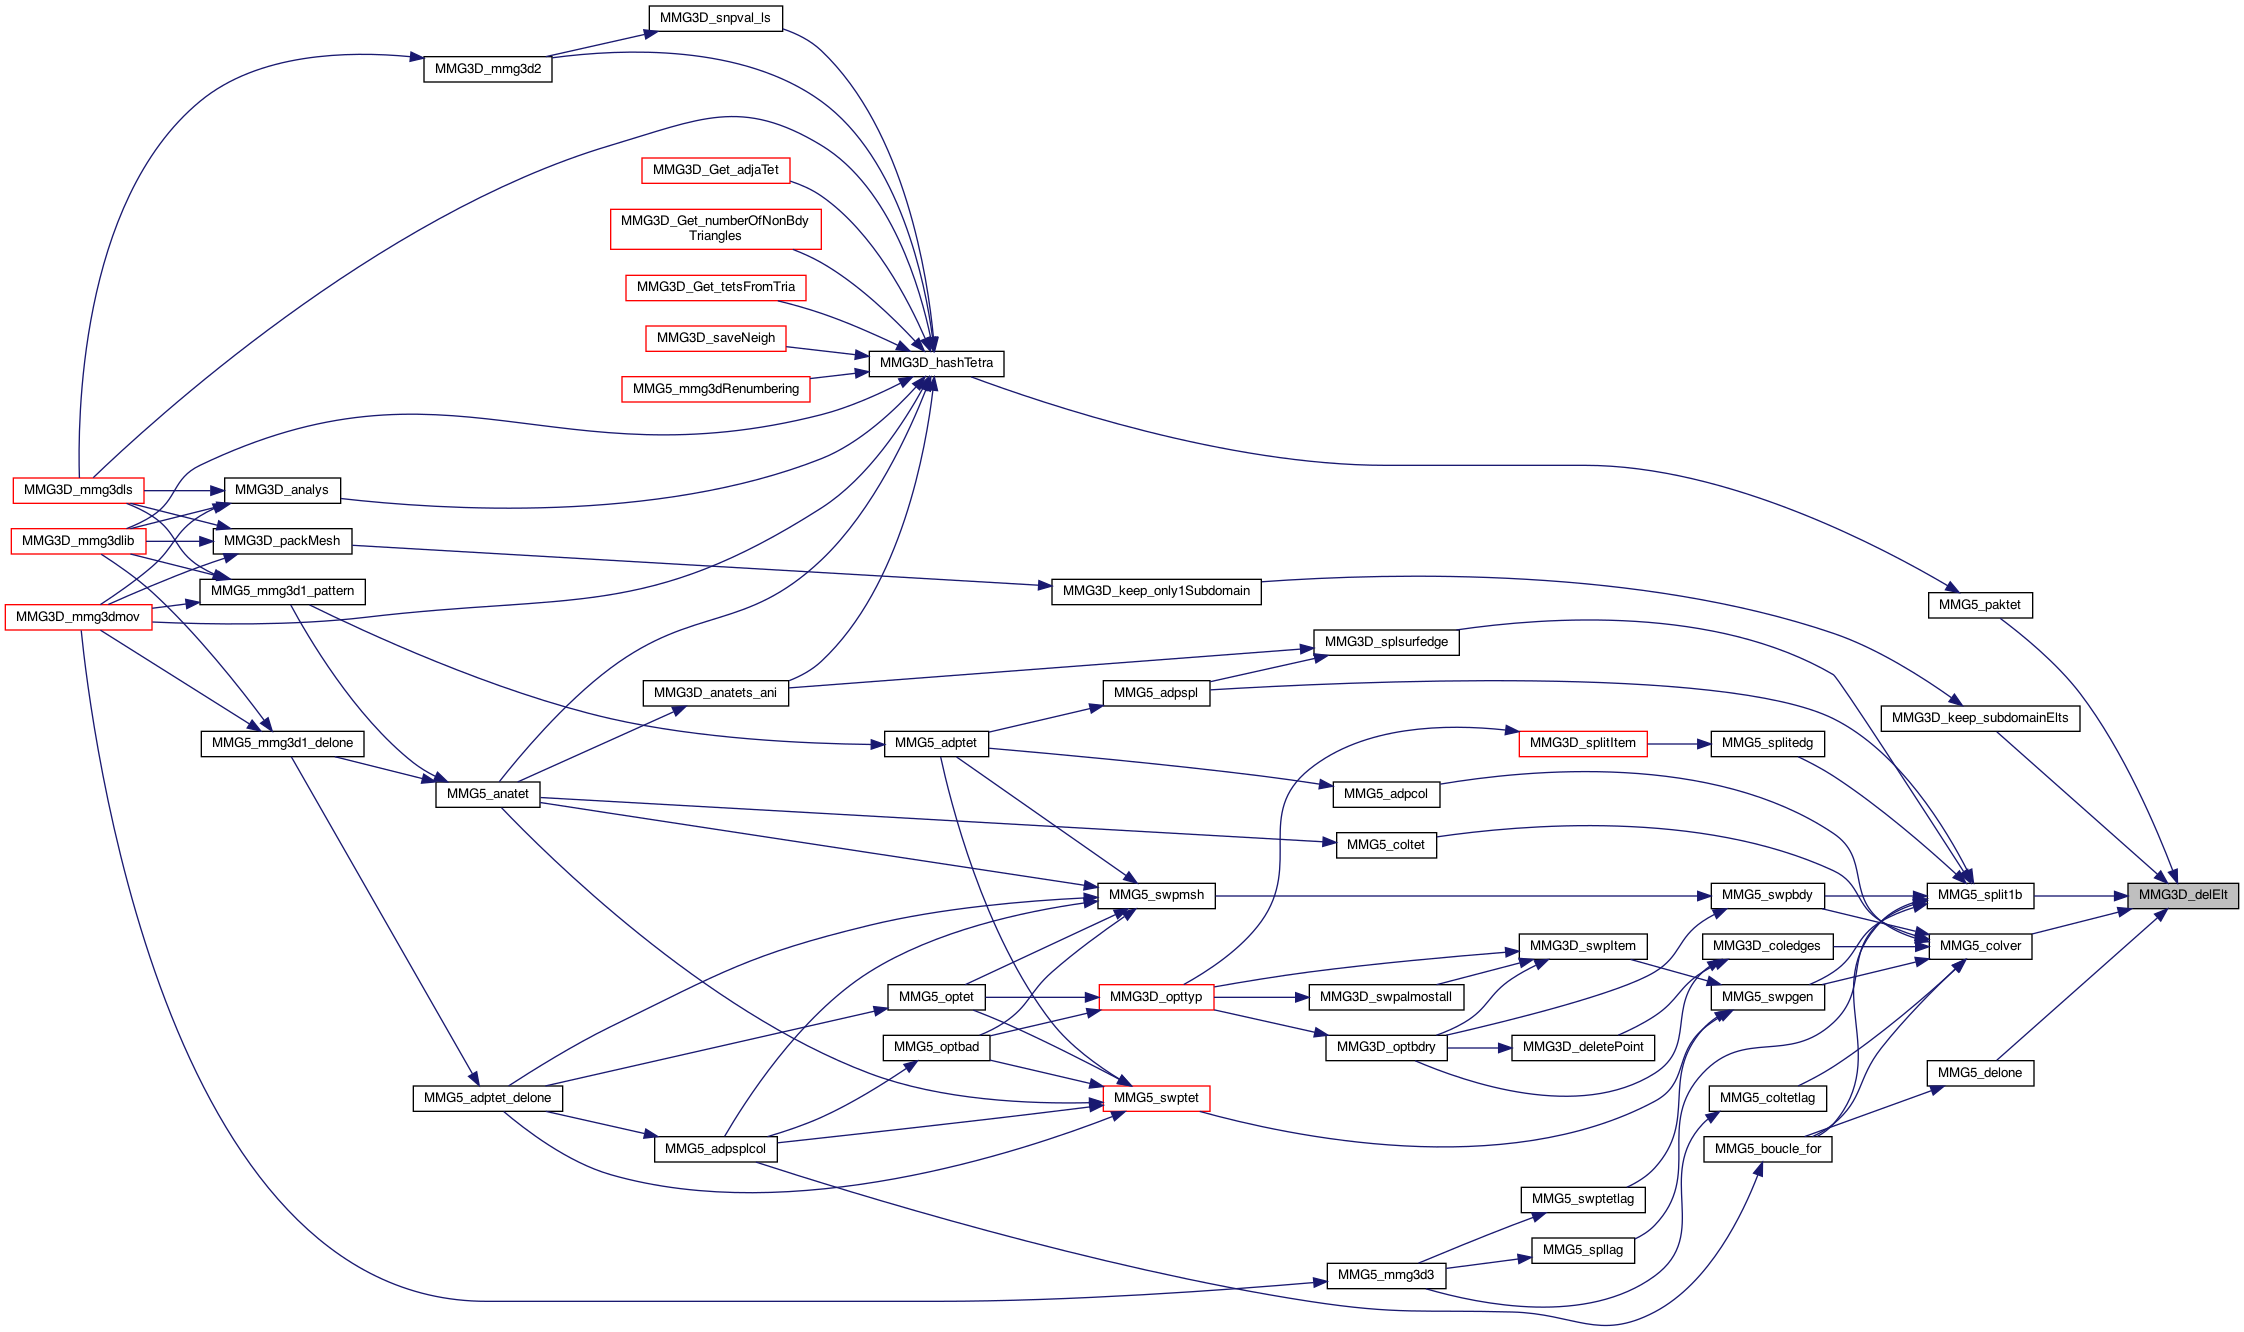 MMG3D_snpval_ls
MMG3D_mmg3d2
MMG3D_Get_adjaTet
MMG3D_Get_numberOfNonBdy
Triangles
MMG3D_Get_tetsFromTria
MMG3D_saveNeigh
MMG3D_hashTetra
MMG5_mmg3dRenumbering
MMG3D_mmg3dls
MMG3D_analys
MMG3D_mmg3dlib
MMG3D_packMesh
MMG5_mmg3d1_pattern
MMG3D_keep_only1Subdomain
MMG5_paktet
MMG3D_mmg3dmov
MMG3D_splsurfedge
MMG3D_anatets_ani
MMG5_adpspl
MMG3D_keep_subdomainElts
MMG5_mmg3d1_delone
MMG5_adptet
MMG3D_splitItem
MMG5_splitedg
MMG5_anatet
MMG5_adpcol
MMG5_coltet
MMG5_swpmsh
MMG5_swpbdy
MMG5_split1b
MMG3D_delElt
MMG3D_swpItem
MMG3D_coledges
MMG5_colver
MMG5_optet
MMG3D_opttyp
MMG3D_swpalmostall
MMG5_swpgen
MMG5_optbad
MMG3D_optbdry
MMG3D_deletePoint
MMG5_delone
MMG5_adptet_delone
MMG5_swptet
MMG5_coltetlag
MMG5_adpsplcol
MMG5_boucle_for
MMG5_swptetlag
MMG5_spllag
MMG5_mmg3d3